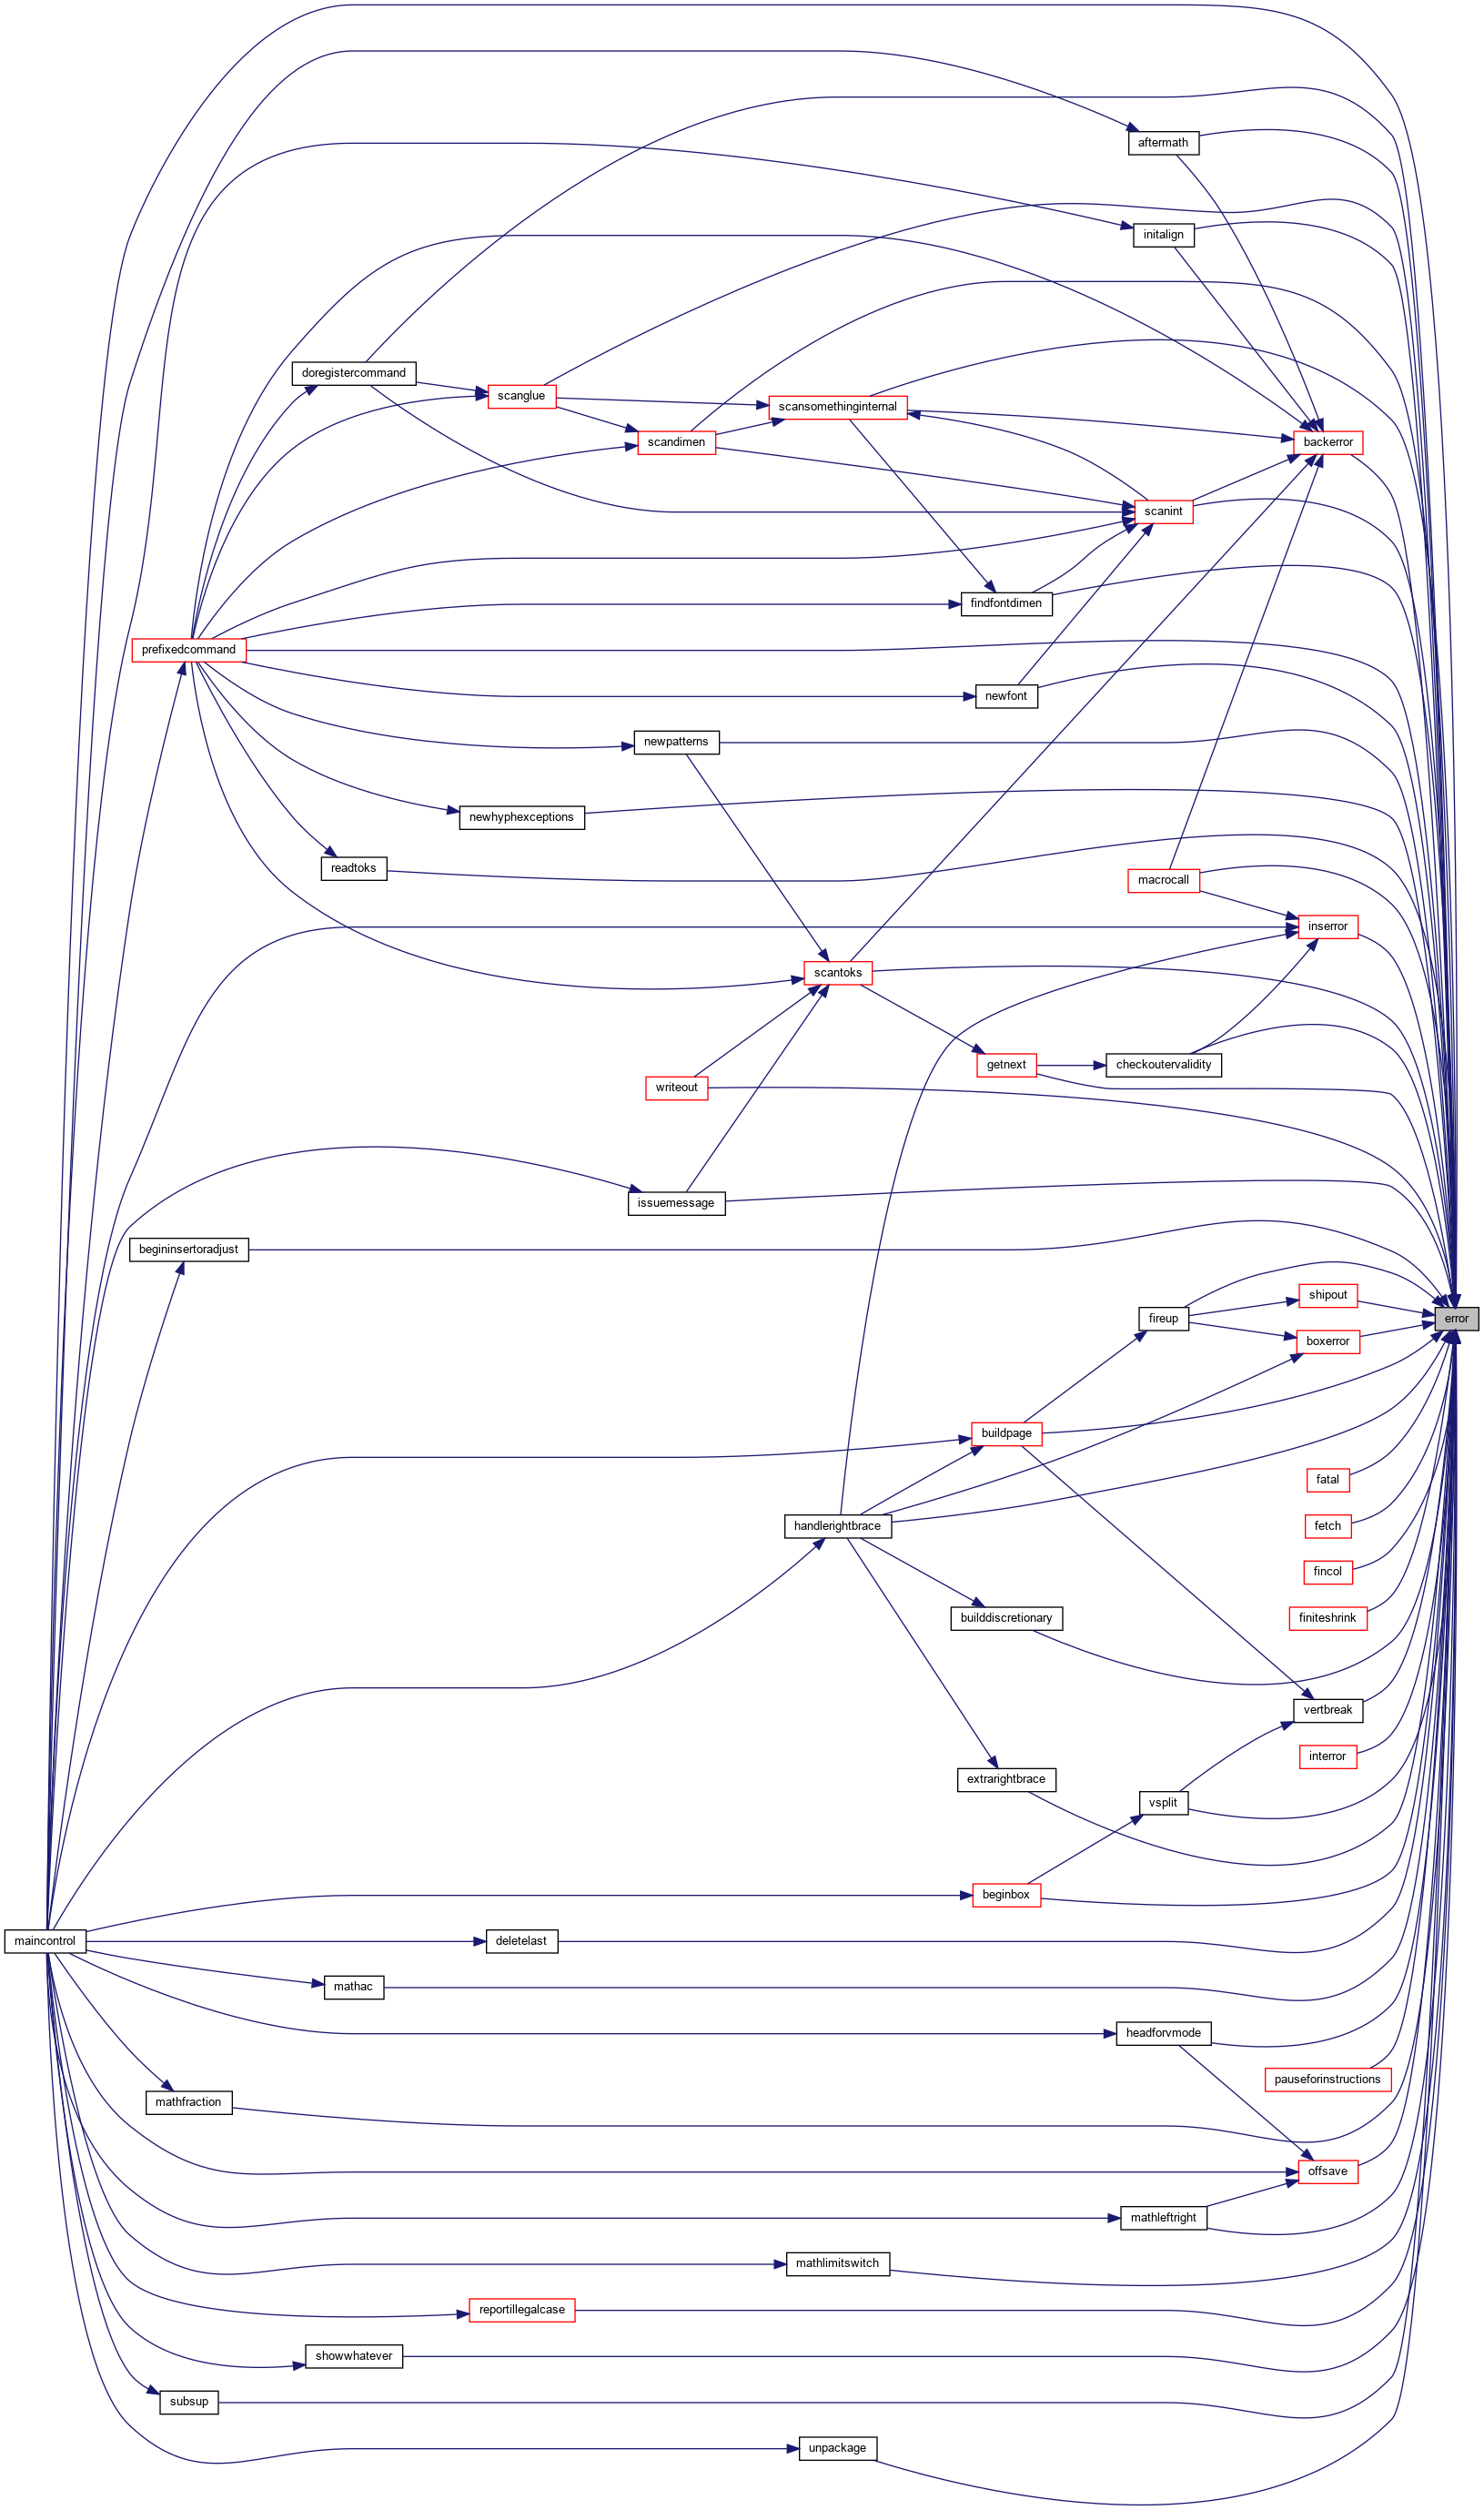 aftermath
initalign
doregistercommand
scanglue
scansomethinginternal
scandimen
backerror
scanint
findfontdimen
prefixedcommand
newfont
newpatterns
newhyphexceptions
readtoks
macrocall
inserror
scantoks
getnext
checkoutervalidity
writeout
issuemessage
begininsertoradjust
shipout
fireup
error
boxerror
buildpage
fatal
handlerightbrace
fetch
fincol
finiteshrink
builddiscretionary
vertbreak
interror
extrarightbrace
vsplit
beginbox
maincontrol
deletelast
mathac
headforvmode
pauseforinstructions
mathfraction
offsave
mathleftright
mathlimitswitch
reportillegalcase
showwhatever
subsup
unpackage